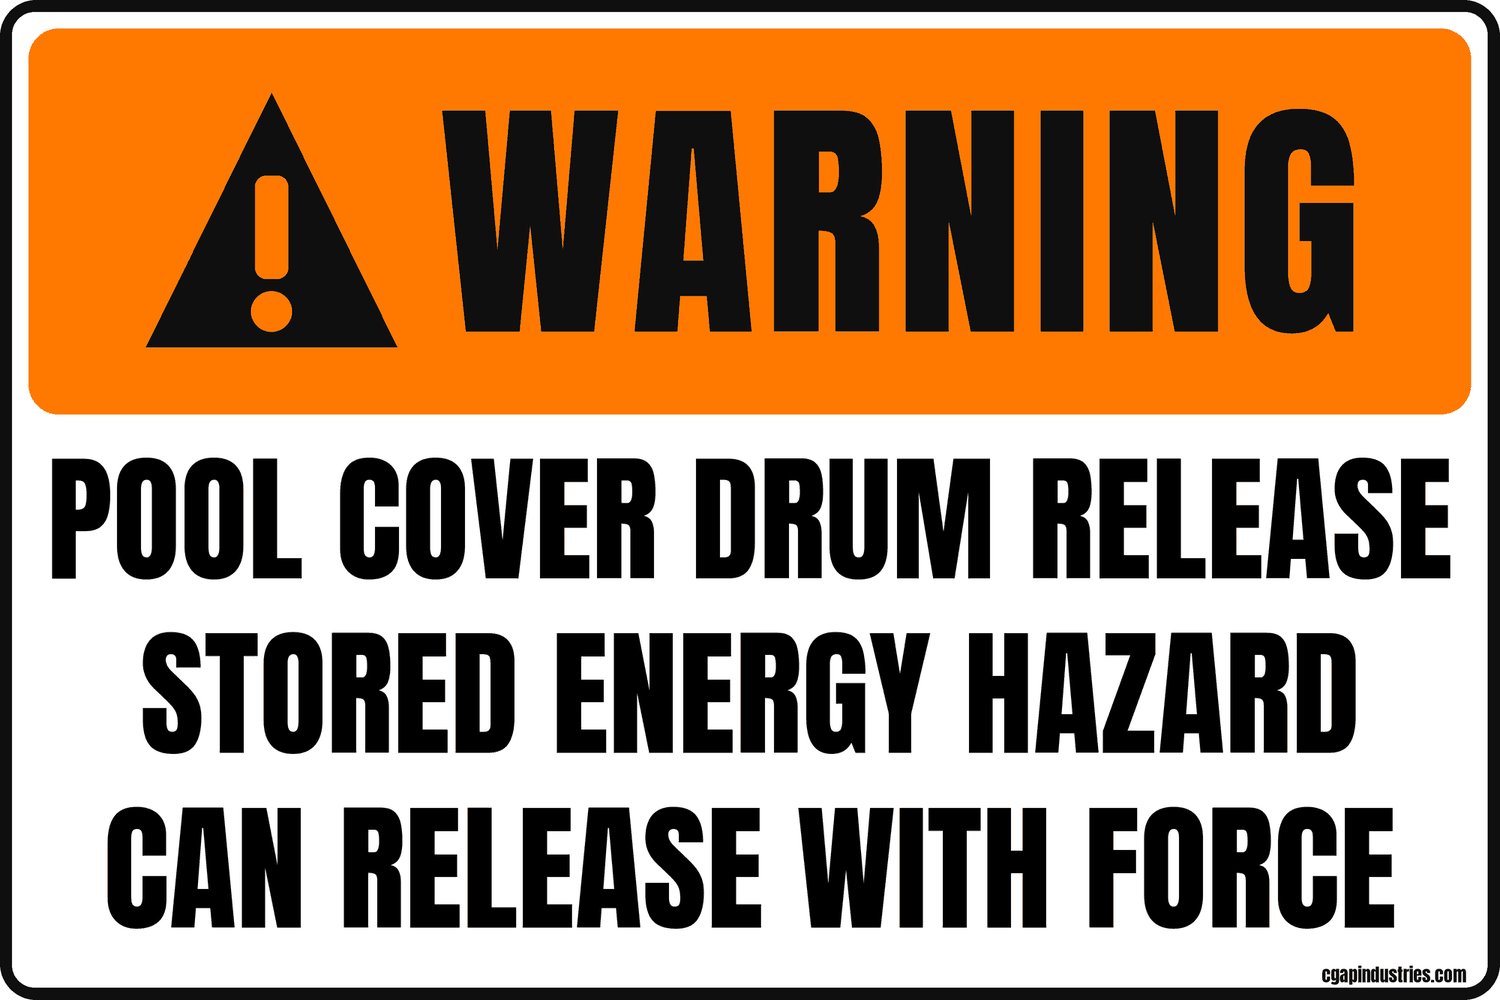 WARNING
POOL COVER DRUM RELEASE
STORED ENERGY HAZARD
CAN RELEASE WITH FORCE
cgapindustries.com